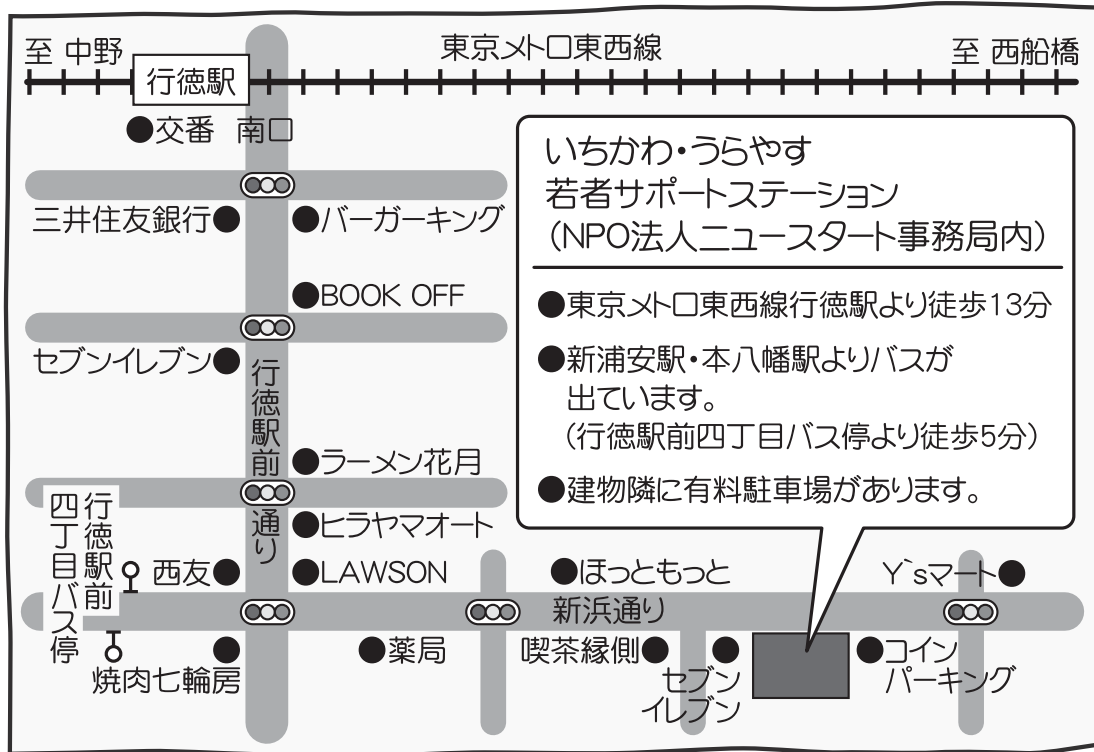 至 中野
東京メトロ東西線
至 西船橋
行徳駅
●交番 南口
いちかわ・うらやす
若者サポートステーション
（NPO法人ニュースタート事務局内）
●東京メトロ東西線行徳駅より徒歩13分
●新浦安駅・本八幡駅よりバスが
出ています。
（行徳駅前四丁目バス停より徒歩5分）
●建物隣に有料駐車場があります。
三井住友銀行●
●バーガーキング
●BOOK OFF
セブンイレブン●
行徳駅前
通り
●ラーメン花月
●ヒラヤマオート
行徳駅前
四丁目バス停
西友●
●LAWSON
●ほっともっと
Y`sマート●
新浜通り
焼肉七輪房
●薬局
喫茶縁側●
セブン
イレブン
●コイン
パーキング